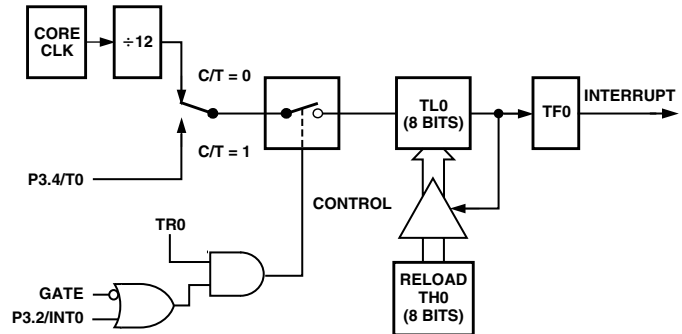 CORE
CLK
÷12
C/T = 0
C/T = 1
P3.4/T0
TL0
(8 BITS)
TF0
INTERRUPT
CONTROL
TR0
GATE
P3.2/INT0
RELOAD
TH0
(8 BITS)